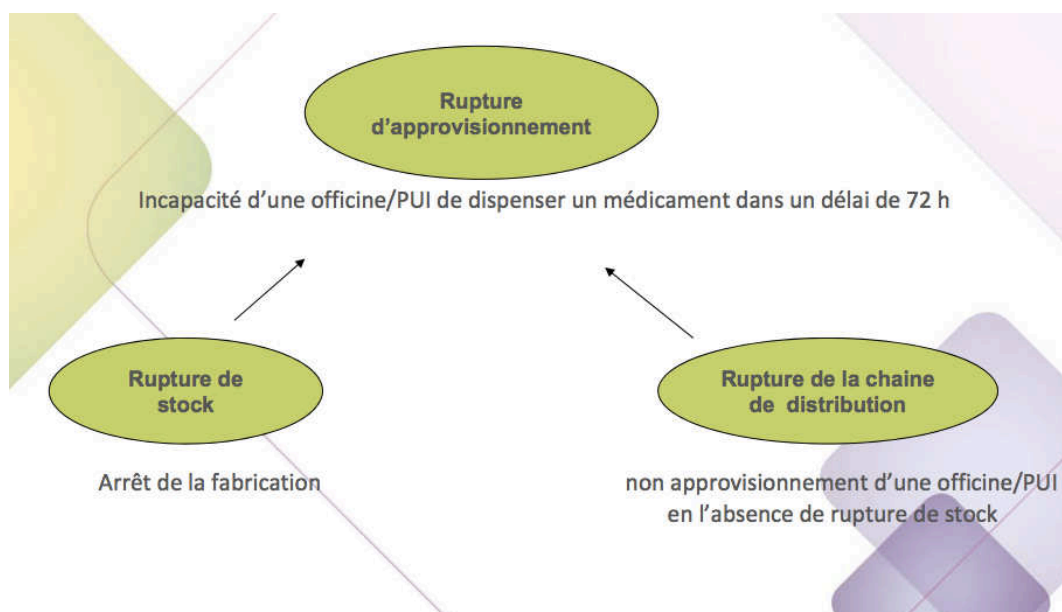 Rupture
d’approvisionnement
Incapacité d’une officine/PUI de dispenser un médicament dans un délai de 72 h
Rupture de
stock
Rupture de la chaine
de distribution
Arrêt de la fabrication
non approvisionnement d’une officine/PUI
en l’absence de rupture de stock